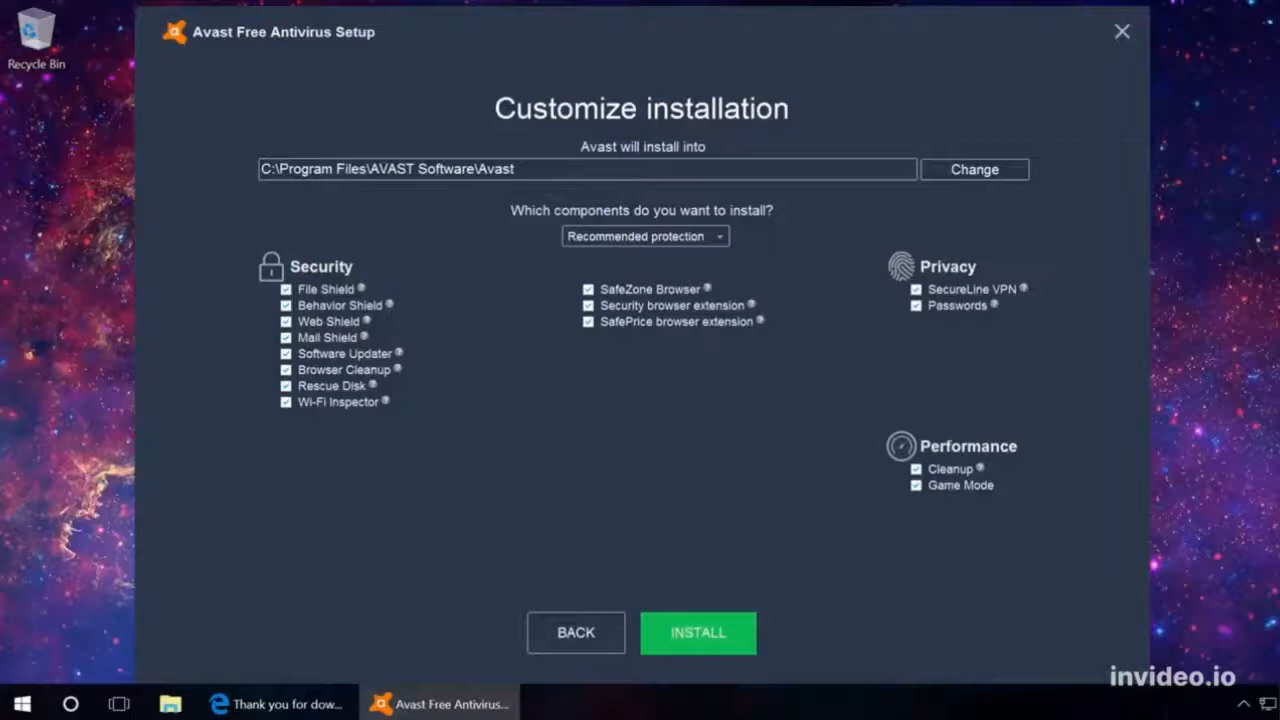 Recycle Bin
Avast Free Antivirus Setup
Customize installation
Avast will install into
C:\Program Files\AVAST Software\Avast
Change
Which components do you want to install?
Recommended protection
Security
File Shield
Behavior Shield
Web Shield
Mail Shield
Software Updater
Browser Cleanup
Rescue Disk
Wi-Fi Inspector
SafeZone Browser
Security browser extension
SafePrice browser extension
Privacy
SecureLine VPN
Passwords
Performance
Cleanup
Game Mode
BACK
INSTALL
invideo.io
Thank you for dow...
Avast Free Antivirus...